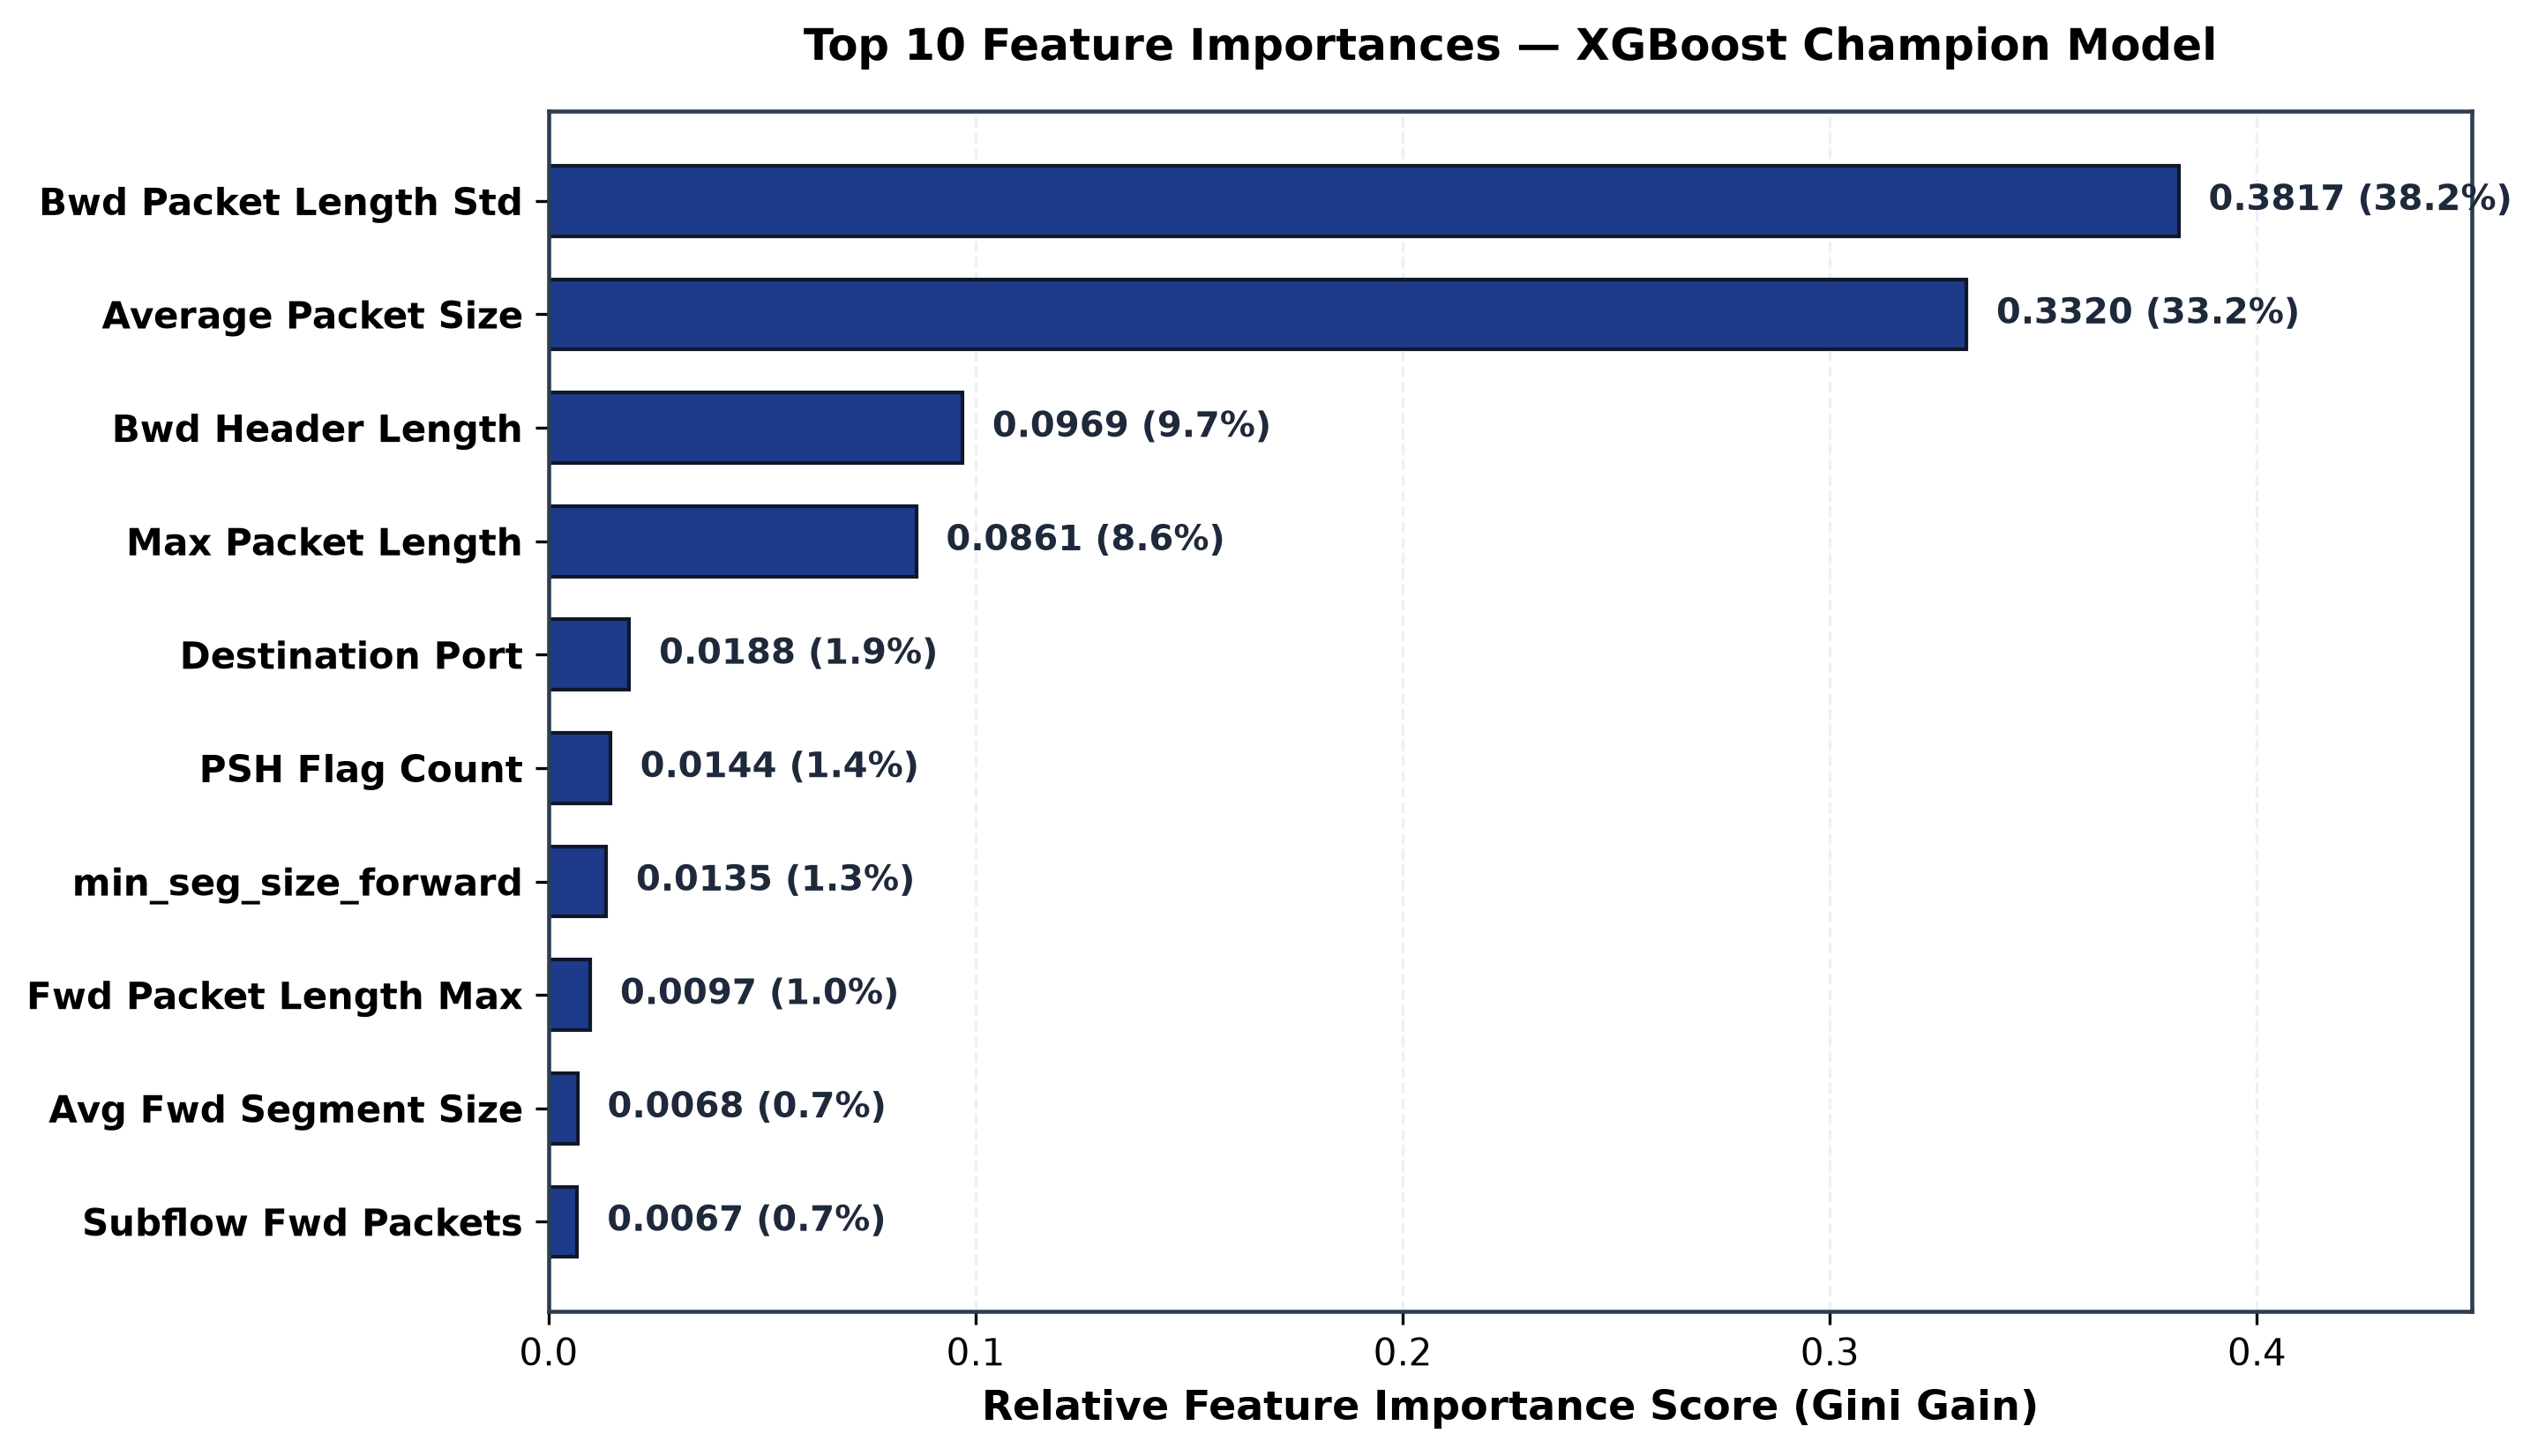 Top 10 Feature Importances — XGBoost Champion Model
Bwd Packet Length Std 0.3817 (38.2%)
Average Packet Size 0.3320 (33.2%)
Bwd Header Length 0.0969 (9.7%)
Max Packet Length 0.0861 (8.6%)
Destination Port 0.0188 (1.9%)
PSH Flag Count 0.0144 (1.4%)
min_seg_size_forward 0.0135 (1.3%)
Fwd Packet Length Max 0.0097 (1.0%)
Avg Fwd Segment Size 0.0068 (0.7%)
Subflow Fwd Packets 0.0067 (0.7%)
0.0 0.1 0.2 0.3 0.4
Relative Feature Importance Score (Gini Gain)